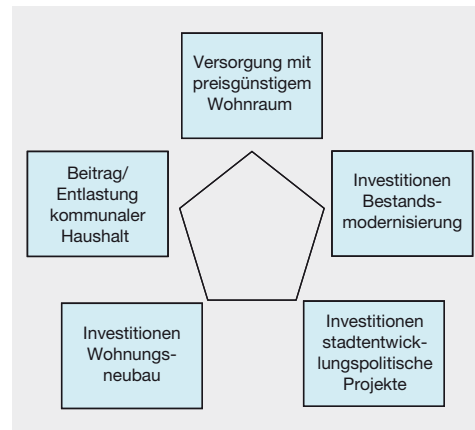 Versorgung mit
preisgünstigem
Wohnraum
Beitrag/
Entlastung
kommunaler
Haushalt
Investitionen
Bestands-
modernisierung
Investitionen
Wohnungs-
neubau
Investitionen
stadtentwick-
lungspolitische
Projekte